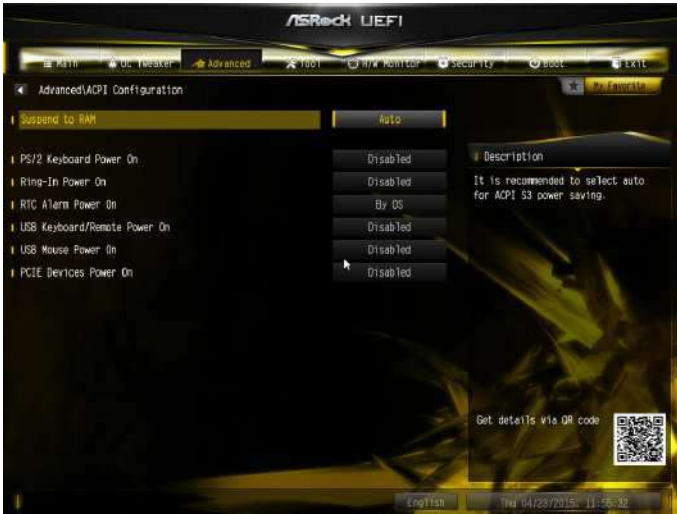 ASRock UEFI
Main OC Tweaker Advanced Tool H/W Monitor Security Boot Exit
Advanced\ACPI Configuration
My Favorite
Suspend to RAM Auto
PS/2 Keyboard Power On Disabled
Ring-In Power On Disabled
RTC Alarm Power On By OS
USB Keyboard/Remote Power On Disabled
USB Mouse Power On Disabled
PCIE Devices Power On Disabled
Description
It is recommended to select auto
for ACPI S3 power saving.
Get details via QR code
English Thu 04/23/2015, 11:55:32